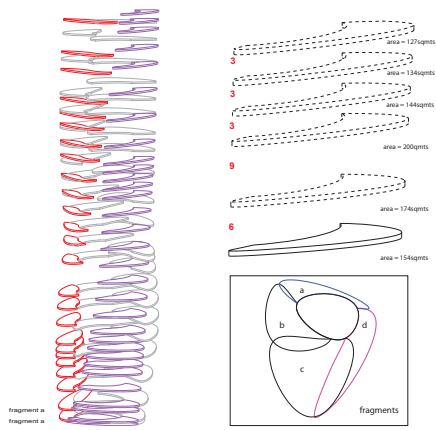 area = 127sqmts
3
area = 134sqmts
3
area = 144sqmts
3
area = 200qmts
9
area = 174sqmts
6
area = 154sqmts
a
b
d
c
fragments
fragment a
fragment a